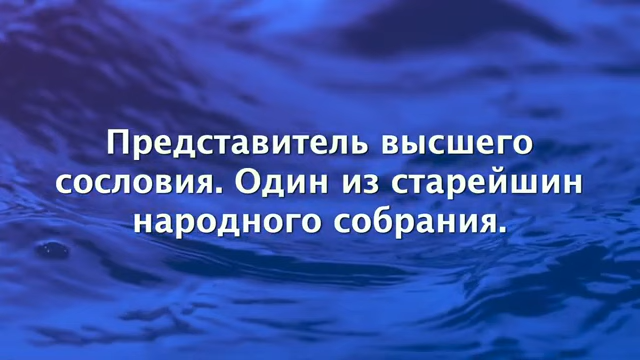 Представитель высшего
сословия. Один из старейшин
народного собрания.